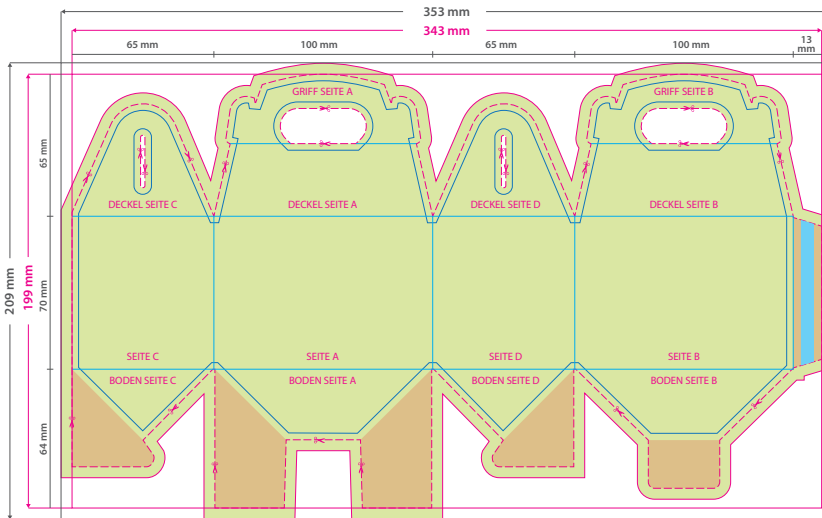 353 mm
343 mm
65 mm 100 mm 65 mm 100 mm 13 mm
GRIFF SEITE A GRIFF SEITE B
65 mm
DECKEL SEITE C DECKEL SEITE A DECKEL SEITE D DECKEL SEITE B
209 mm
199 mm
70 mm
SEITE C SEITE A SEITE D SEITE B
BODEN SEITE C BODEN SEITE A BODEN SEITE D BODEN SEITE B
64 mm